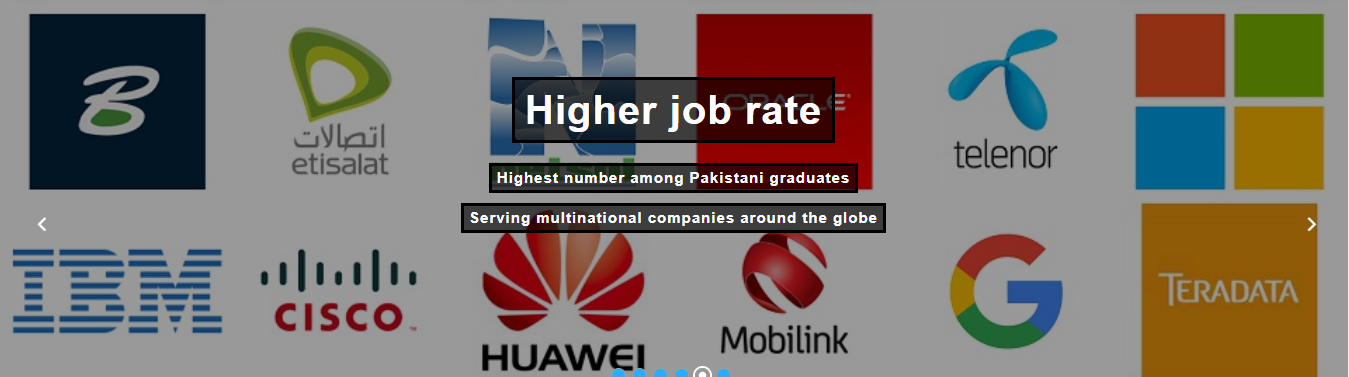 Higher job rate
Highest number among Pakistani graduates
Serving multinational companies around the globe
B
اتصالات
etisalat
ORACLE
telenor
IBM
CISCO
HUAWEI
Mobilink
G
TERADATA